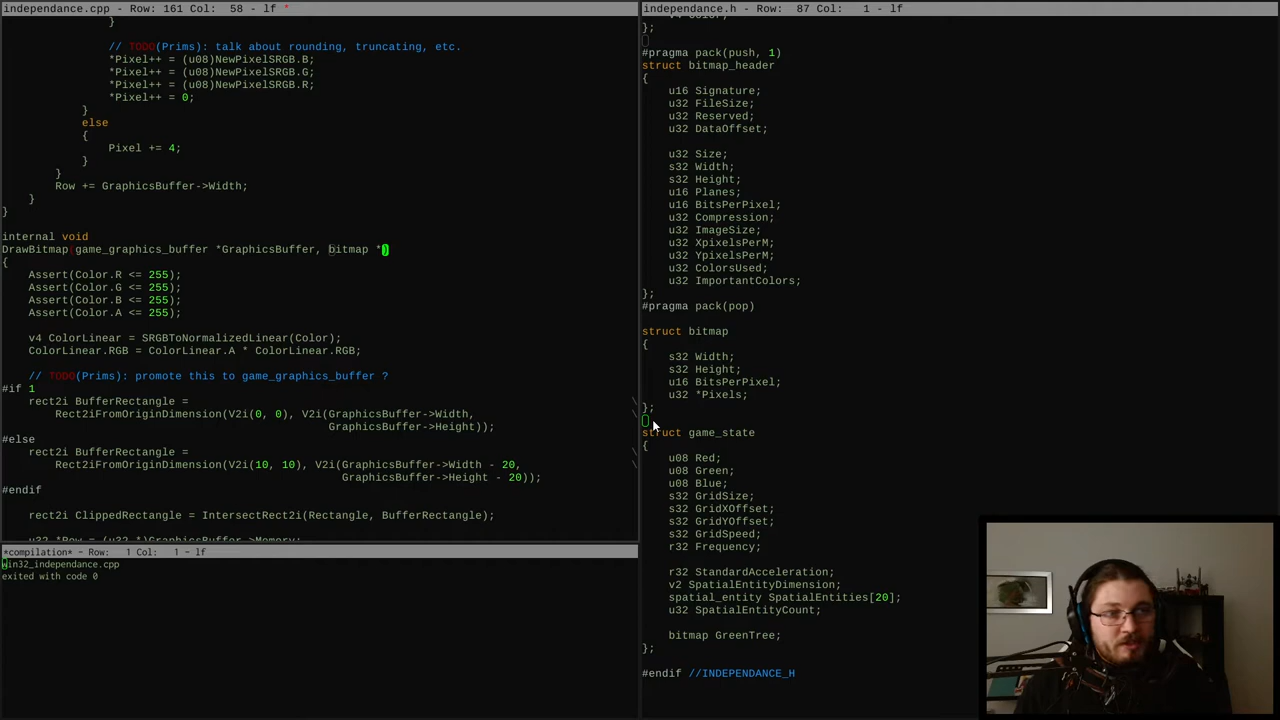 independance.cpp - Row: 161 Col:  58 - lf *
}
// TODO(Prims): talk about rounding, truncating, etc.
*Pixel++ = (u08)NewPixelSRGB.B;
*Pixel++ = (u08)NewPixelSRGB.G;
*Pixel++ = (u08)NewPixelSRGB.R;
*Pixel++ = 0;
}
else
{
Pixel += 4;
}
}
Row += GraphicsBuffer->Width;
}
}
internal void
DrawBitmap(game_graphics_buffer *GraphicsBuffer, bitmap *)
{
Assert(Color.R <= 255);
Assert(Color.G <= 255);
Assert(Color.B <= 255);
Assert(Color.A <= 255);
v4 ColorLinear = SRGBToNormalizedLinear(Color);
ColorLinear.RGB = ColorLinear.A * ColorLinear.RGB;
// TODO(Prims): promote this to game_graphics_buffer ?
#if 1
rect2i BufferRectangle = \
Rect2iFromOriginDimension(V2i(0, 0), V2i(GraphicsBuffer->Width, \
GraphicsBuffer->Height));
#else
rect2i BufferRectangle = \
Rect2iFromOriginDimension(V2i(10, 10), V2i(GraphicsBuffer->Width - 20, \
GraphicsBuffer->Height - 20));
#endif
rect2i ClippedRectangle = IntersectRect2i(Rectangle, BufferRectangle);
u32 *Row = (u32 *)GraphicsBuffer->Memory;
*compilation* - Row:  1 Col:  1 - lf
win32_independance.cpp
exited with code 0
independance.h - Row:  87 Col:  1 - lf
v4 Color;
};
#pragma pack(push, 1)
struct bitmap_header
{
u16 Signature;
u32 FileSize;
u32 Reserved;
u32 DataOffset;
u32 Size;
s32 Width;
s32 Height;
u16 Planes;
u16 BitsPerPixel;
u32 Compression;
u32 ImageSize;
u32 XpixelsPerM;
u32 YpixelsPerM;
u32 ColorsUsed;
u32 ImportantColors;
};
#pragma pack(pop)
struct bitmap
{
s32 Width;
s32 Height;
u16 BitsPerPixel;
u32 *Pixels;
};
struct game_state
{
u08 Red;
u08 Green;
u08 Blue;
s32 GridSize;
s32 GridXOffset;
s32 GridYOffset;
s32 GridSpeed;
r32 Frequency;
r32 StandardAcceleration;
v2 SpatialEntityDimension;
spatial_entity SpatialEntities[20];
u32 SpatialEntityCount;
bitmap GreenTree;
};
#endif //INDEPENDANCE_H